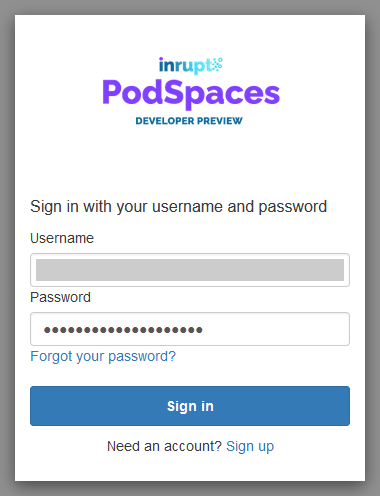 inrupt
PodSpaces
DEVELOPER PREVIEW
Sign in with your username and password
Username
Password
••••••••••••••••••••
Forgot your password?
Sign in
Need an account? Sign up